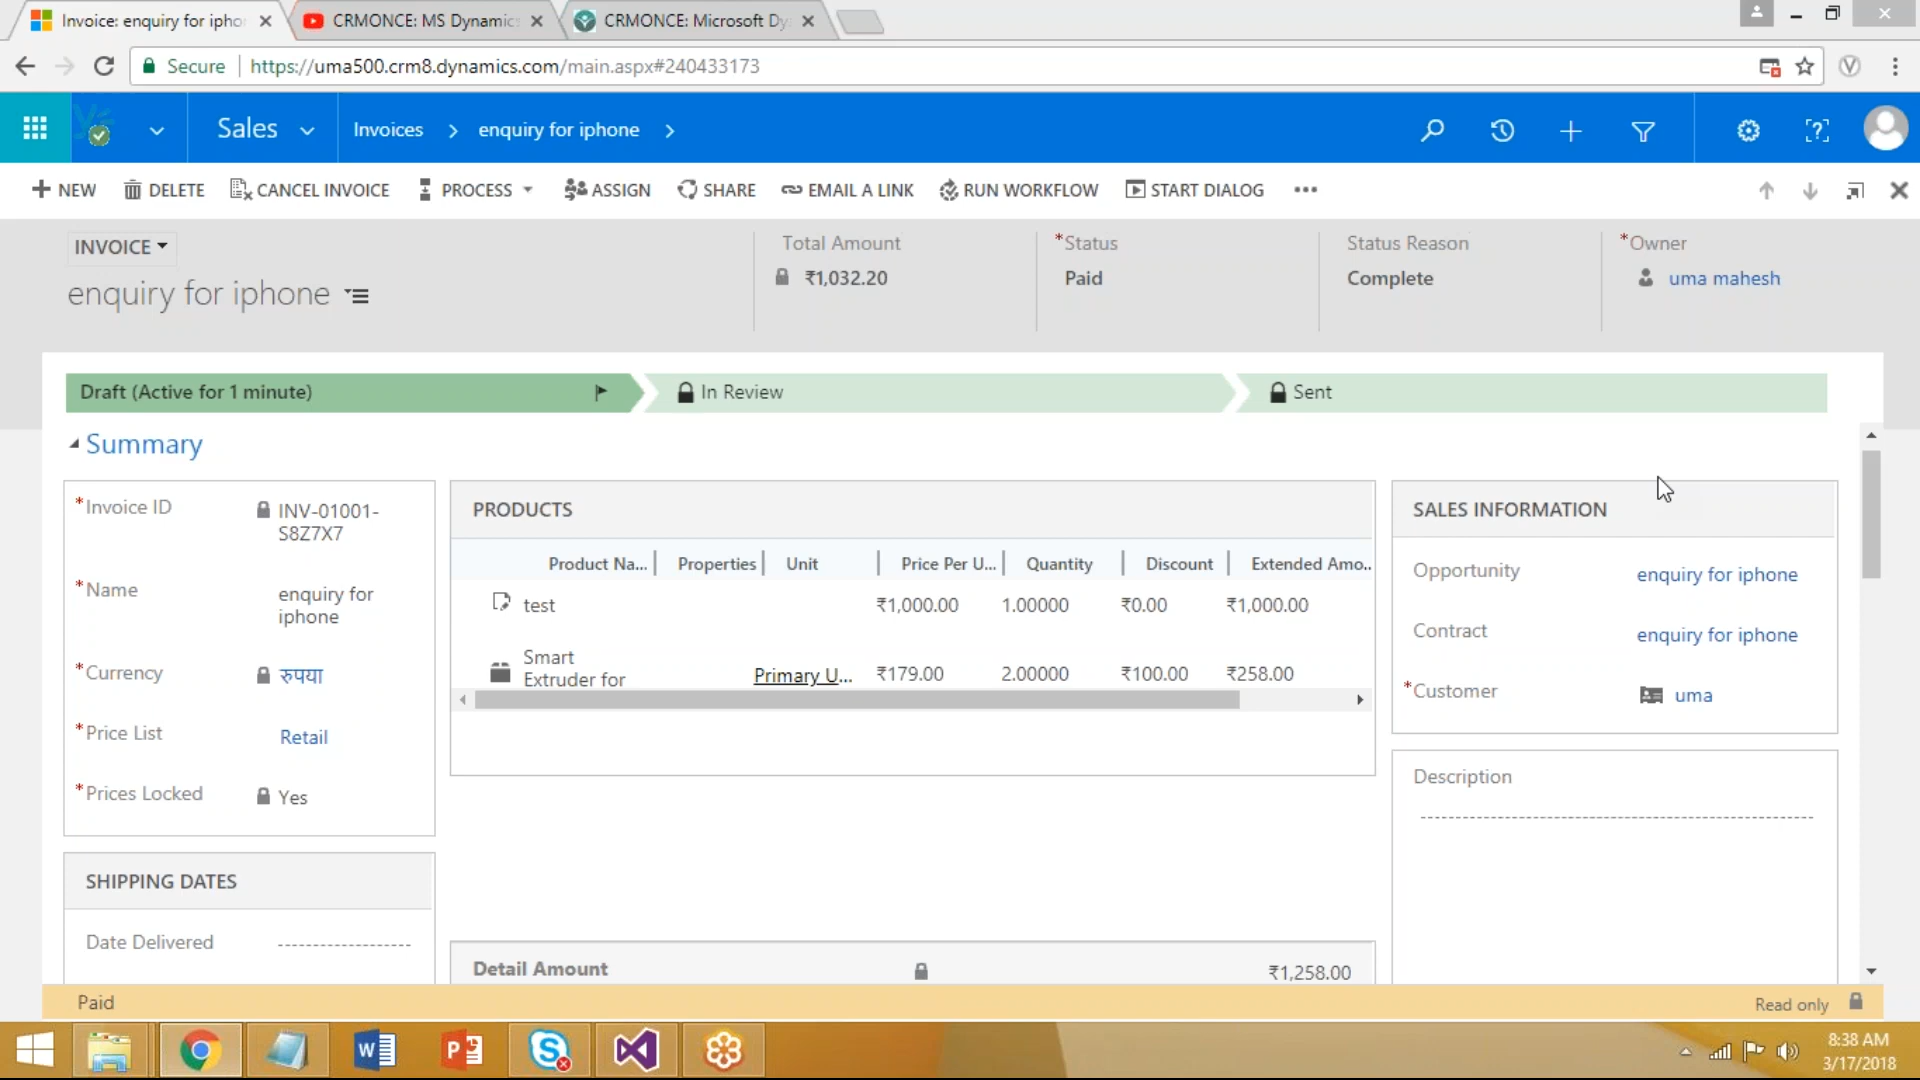 Invoice: enquiry for ipho
CRMONCE: MS Dynamic
CRMONCE: Microsoft Dy
Secure https://uma500.crm8.dynamics.com/main.aspx#240433173
Sales Invoices enquiry for iphone
NEW DELETE CANCEL INVOICE PROCESS ASSIGN SHARE EMAIL A LINK RUN WORKFLOW START DIALOG
INVOICE
enquiry for iphone
Total Amount
₹1,032.20
*Status
Paid
Status Reason
Complete
*Owner
uma mahesh
Draft (Active for 1 minute)
In Review
Sent
Summary
*Invoice ID
INV-01001-
S8Z7X7
*Name
enquiry for
iphone
*Currency
रुपया
*Price List
Retail
*Prices Locked
Yes
SHIPPING DATES
Date Delivered
PRODUCTS
Product Na... Properties Unit Price Per U... Quantity Discount Extended Amo..
test ₹1,000.00 1.00000 ₹0.00 ₹1,000.00
Smart
Extruder for
Primary U... ₹179.00 2.00000 ₹100.00 ₹258.00
Detail Amount ₹1,258.00
SALES INFORMATION
Opportunity enquiry for iphone
Contract enquiry for iphone
*Customer uma
Description
Paid
Read only
8:38 AM
3/17/2018